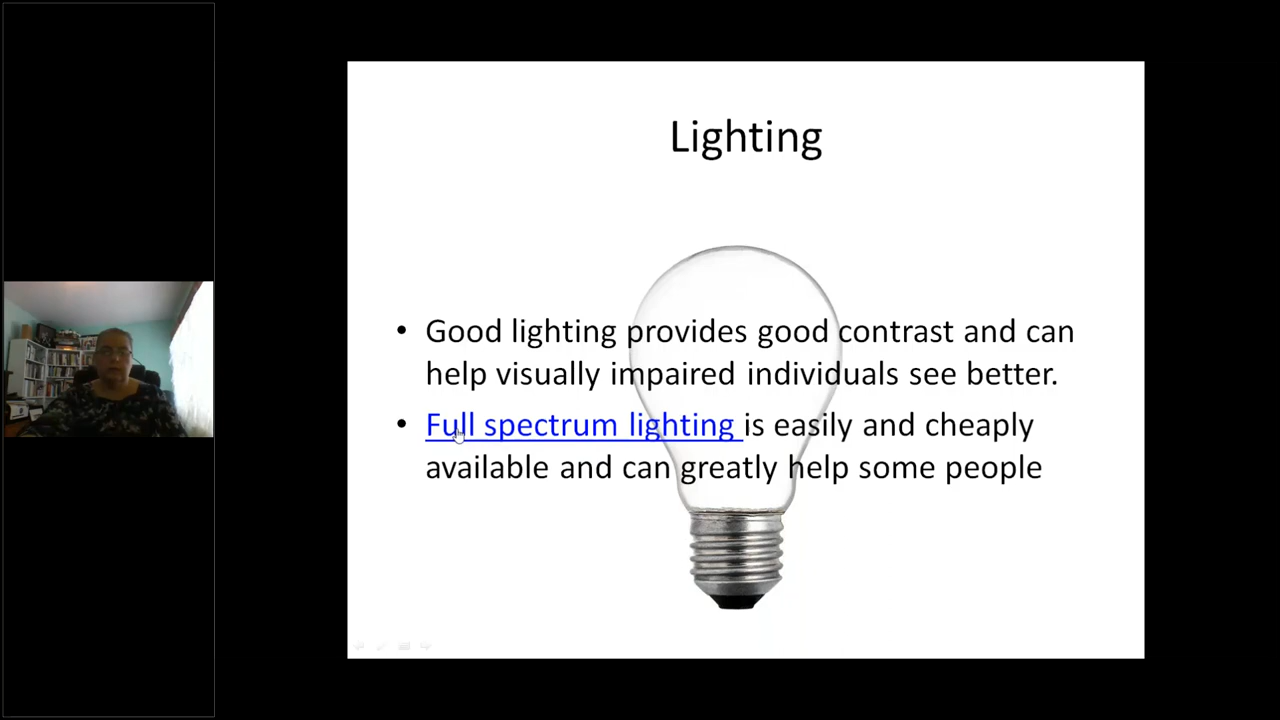 Lighting
• Good lighting provides good contrast and can
help visually impaired individuals see better.
• Full spectrum lighting is easily and cheaply
available and can greatly help some people